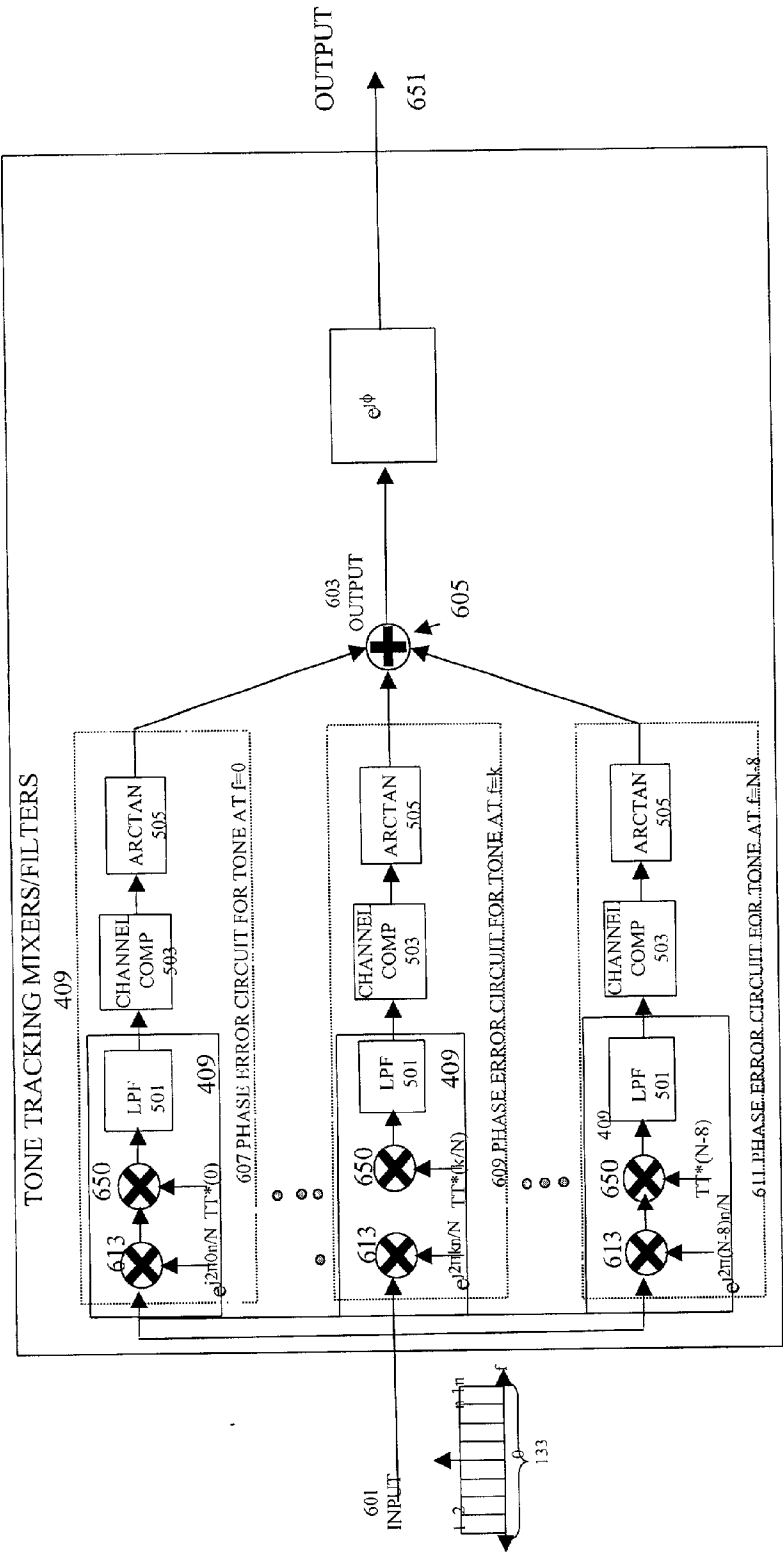 TONE TRACKING MIXERS/FILTERS
409
613
650
LPF
501
409
CHANNEL
COMP
503
ARCTAN
505
e^j2π0n/N
TT*(0)
607 PHASE ERROR CIRCUIT FOR TONE AT f=0
613
650
LPF
501
409
CHANNEL
COMP
503
ARCTAN
505
e^j2πkn/N
TT*(k/N)
609 PHASE ERROR CIRCUIT FOR TONE AT f=k
613
650
409
LPF
501
CHANNEL
COMP
503
ARCTAN
505
e^j2π(N-8)n/N
TT*(N-8)
611 PHASE ERROR CIRCUIT FOR TONE AT f=N-8
603
OUTPUT
605
e^jϕ
OUTPUT
651
601
INPUT
1 2
n-1 n
f
0
133